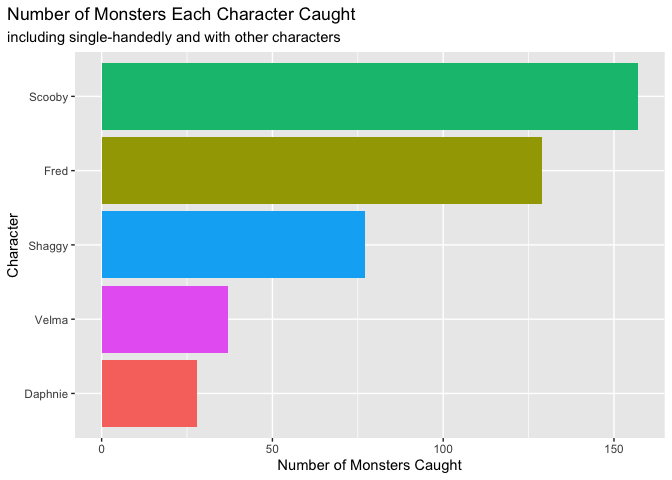 Number of Monsters Each Character Caught
including single-handedly and with other characters
Character
Scooby
Fred
Shaggy
Velma
Daphnie
0 50 100 150
Number of Monsters Caught